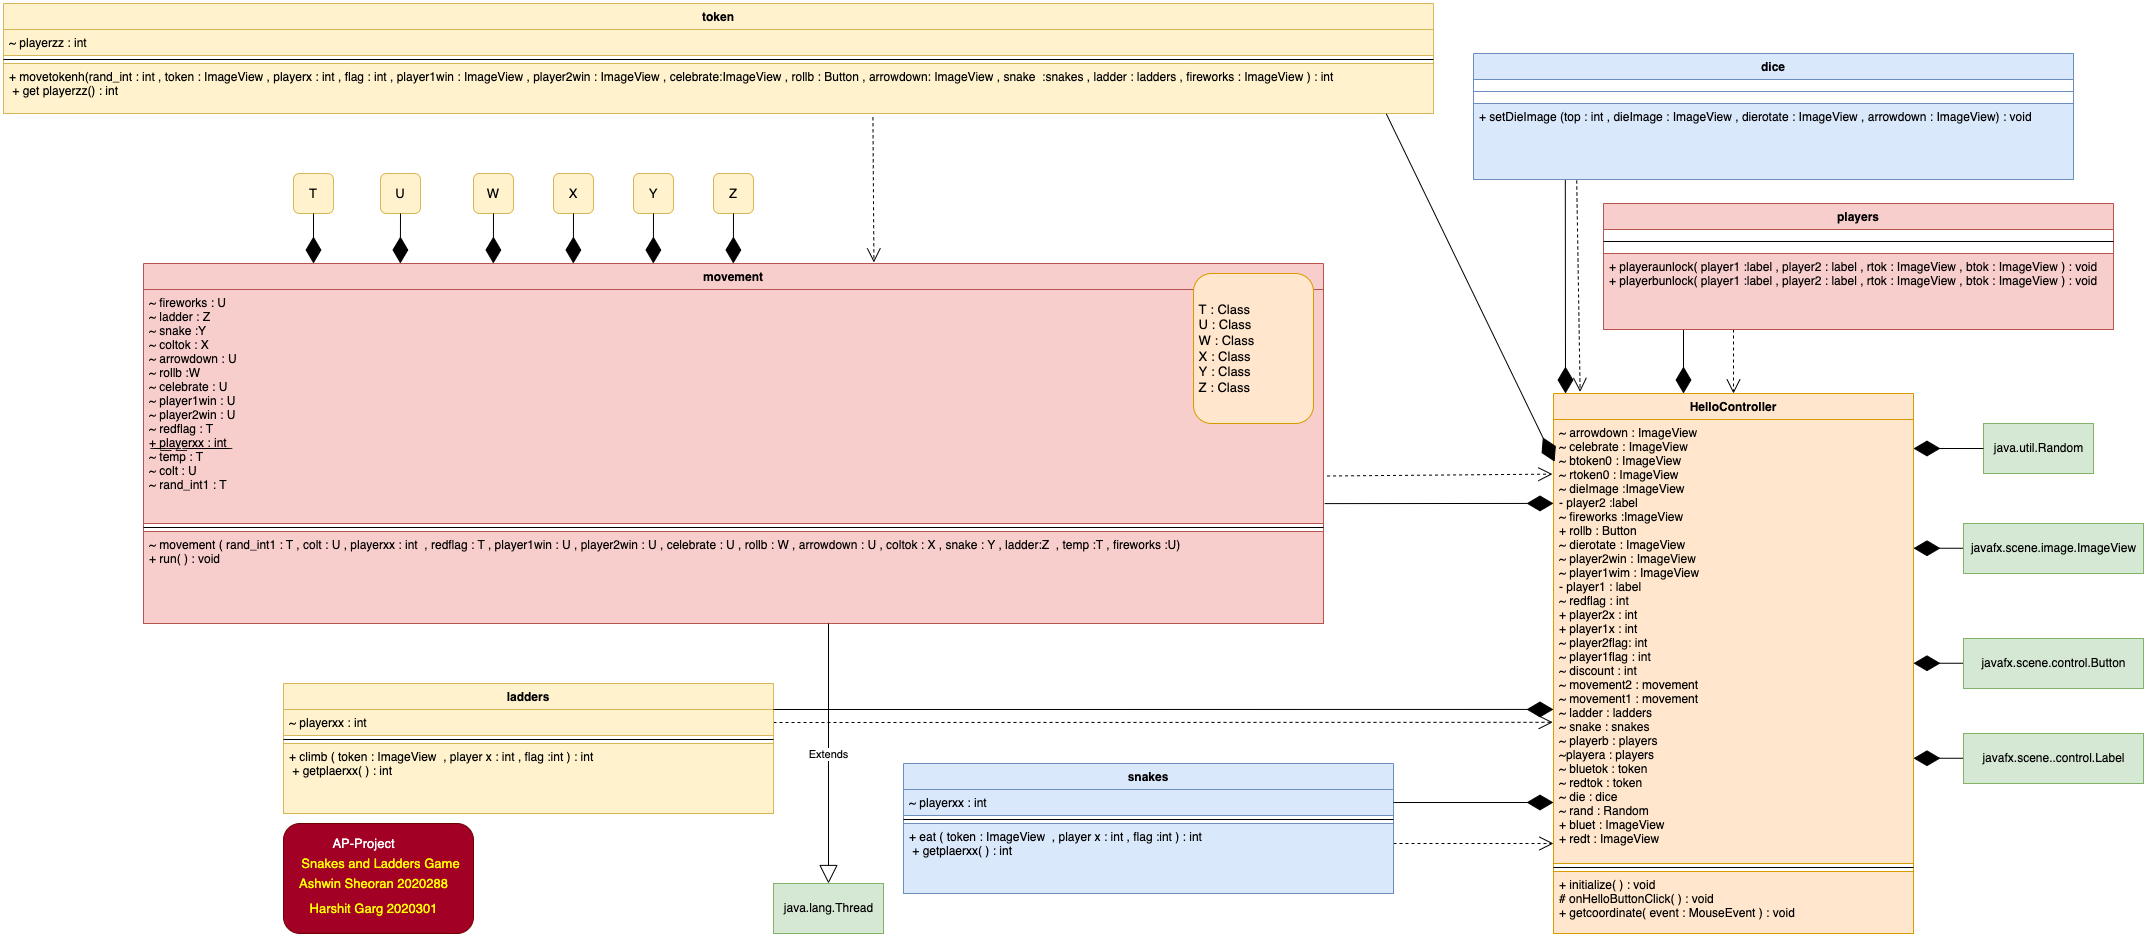 token
~ playerzz : int
+ movetokenh(rand_int : int , token : ImageView , playerx : int , flag : int , player1win : ImageView , player2win : ImageView , celebrate:ImageView , rollb : Button , arrowdown: ImageView , snake :snakes , ladder : ladders , fireworks : ImageView ) : int
+ get playerzz() : int
dice
+ setDieImage (top : int , dieImage : ImageView , dierotate : ImageView , arrowdown : ImageView) : void
T
U
W
X
Y
Z
players
+ playeraunlock( player1 :label , player2 : label , rtok : ImageView , btok : ImageView ) : void
+ playerbunlock( player1 :label , player2 : label , rtok : ImageView , btok : ImageView ) : void
movement
~ fireworks : U
~ ladder : Z
~ snake :Y
~ coltok : X
~ arrowdown : U
~ rollb :W
~ celebrate : U
~ player1win : U
~ player2win : U
~ redflag : T
+ playerxx : int
~ temp : T
~ colt : U
~ rand_int1 : T
T : Class
U : Class
W : Class
X : Class
Y : Class
Z : Class
~ movement ( rand_int1 : T , colt : U , playerxx : int , redflag : T , player1win : U , player2win : U , celebrate : U , rollb : W , arrowdown : U , coltok : X , snake : Y , ladder:Z , temp :T , fireworks :U)
+ run( ) : void
HelloController
~ arrowdown : ImageView
~ celebrate : ImageView
~ btoken0 : ImageView
~ rtoken0 : ImageView
~ dieImage :ImageView
- player2 :label
~ fireworks :ImageView
+ rollb : Button
~ dierotate : ImageView
~ player2win : ImageView
~ player1wim : ImageView
- player1 : label
~ redflag : int
+ player2x : int
+ player1x : int
~ player2flag: int
~ player1flag : int
~ discount : int
~ movement2 : movement
~ movement1 : movement
~ ladder : ladders
~ snake : snakes
~ playerb : players
~playera : players
~ bluetok : token
~ redtok : token
~ die : dice
~ rand : Random
+ bluet : ImageView
+ redt : ImageView
+ initialize( ) : void
# onHelloButtonClick( ) : void
+ getcoordinate( event : MouseEvent ) : void
java.util.Random
javafx.scene.image.ImageView
javafx.scene.control.Button
javafx.scene..control.Label
ladders
~ playerxx : int
+ climb ( token : ImageView , player x : int , flag :int ) : int
+ getplaerxx( ) : int
Extends
snakes
~ playerxx : int
+ eat ( token : ImageView , player x : int , flag :int ) : int
+ getplaerxx( ) : int
AP-Project
Snakes and Ladders Game
Ashwin Sheoran 2020288
Harshit Garg 2020301
java.lang.Thread